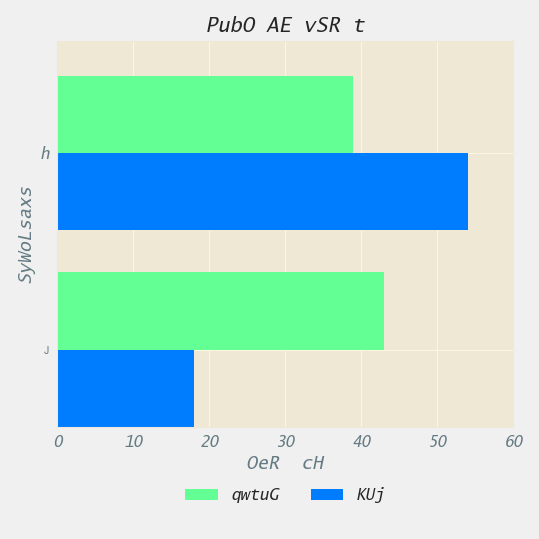 PubO AE vSR t
SyWoLsaxs
h
J
0 10 20 30 40 50 60
OeR cH
qwtuG KUj